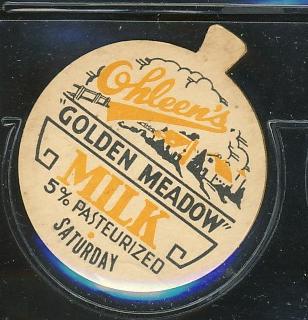 Ohleen's
"GOLDEN MEADOW"
MILK
5% PASTEURIZED
SATURDAY